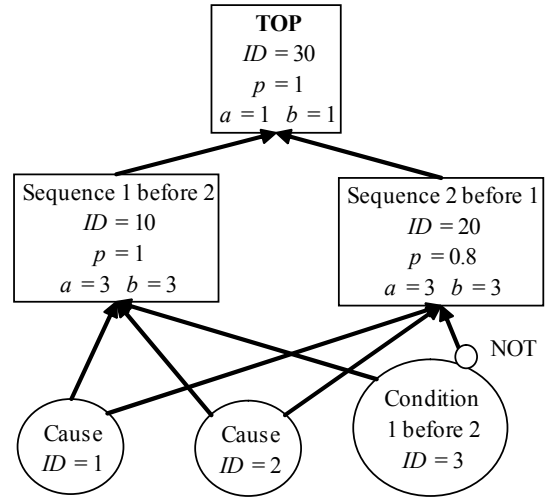 TOP
ID = 30
p = 1
a = 1 b = 1
Sequence 1 before 2
ID = 10
p = 1
a = 3 b = 3
Sequence 2 before 1
ID = 20
p = 0.8
a = 3 b = 3
NOT
Cause
ID = 1
Cause
ID = 2
Condition
1 before 2
ID = 3